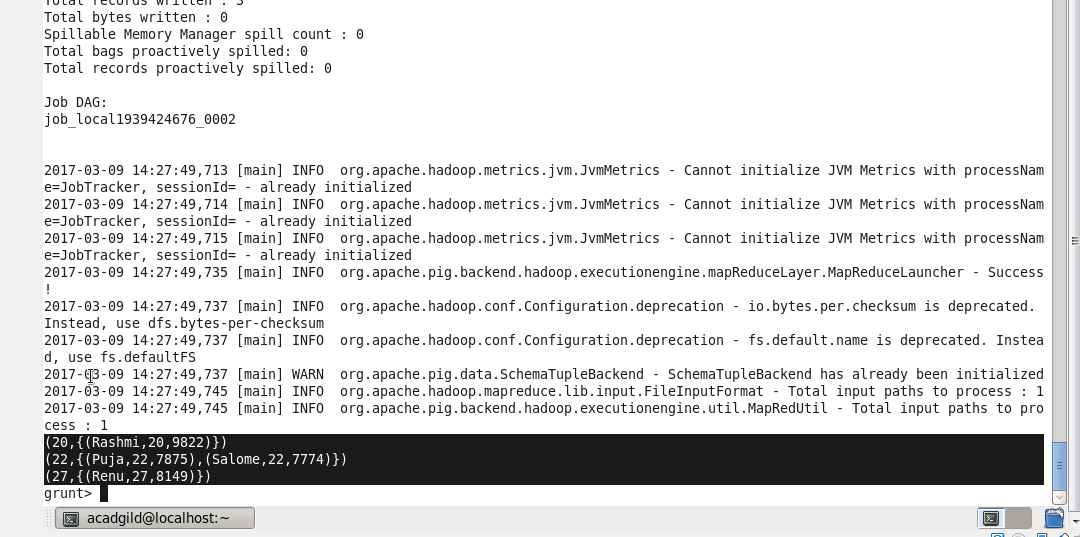 Total records written : 3
Total bytes written : 0
Spillable Memory Manager spill count : 0
Total bags proactively spilled: 0
Total records proactively spilled: 0
Job DAG:
job_local1939424676_0002
2017-03-09 14:27:49,713 [main] INFO  org.apache.hadoop.metrics.jvm.JvmMetrics - Cannot initialize JVM Metrics with processNam
e=JobTracker, sessionId= - already initialized
2017-03-09 14:27:49,714 [main] INFO  org.apache.hadoop.metrics.jvm.JvmMetrics - Cannot initialize JVM Metrics with processNam
e=JobTracker, sessionId= - already initialized
2017-03-09 14:27:49,715 [main] INFO  org.apache.hadoop.metrics.jvm.JvmMetrics - Cannot initialize JVM Metrics with processNam
e=JobTracker, sessionId= - already initialized
2017-03-09 14:27:49,735 [main] INFO  org.apache.pig.backend.hadoop.executionengine.mapReduceLayer.MapReduceLauncher - Success
!
2017-03-09 14:27:49,737 [main] INFO  org.apache.hadoop.conf.Configuration.deprecation - io.bytes.per.checksum is deprecated.
Instead, use dfs.bytes-per-checksum
2017-03-09 14:27:49,737 [main] INFO  org.apache.hadoop.conf.Configuration.deprecation - fs.default.name is deprecated. Instea
d, use fs.defaultFS
2017-03-09 14:27:49,737 [main] WARN  org.apache.pig.data.SchemaTupleBackend - SchemaTupleBackend has already been initialized
2017-03-09 14:27:49,745 [main] INFO  org.apache.hadoop.mapreduce.lib.input.FileInputFormat - Total input paths to process : 1
2017-03-09 14:27:49,745 [main] INFO  org.apache.pig.backend.hadoop.executionengine.util.MapRedUtil - Total input paths to pro
cess : 1
(20,{(Rashmi,20,9822)})
(22,{(Puja,22,7875),(Salome,22,7774)})
(27,{(Renu,27,8149)})
grunt>
acadgild@localhost:~